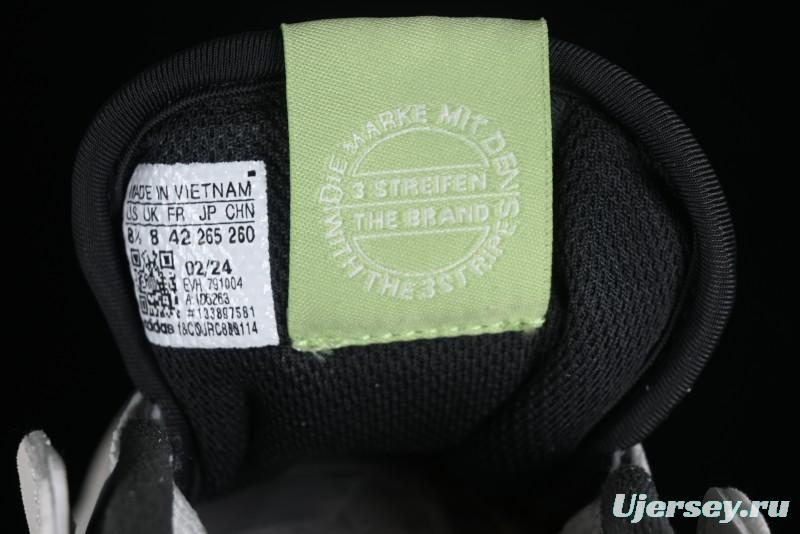 MADE IN VIETNAM
US UK FR JP CHN
8½ 8 42 265 260
02/24
EVH 791004
#133897581
adidas
DIE MARKE MIT DEN
3 STREIFEN
THE BRAND
WITH THE 3 STRIPES
Ujersey.ru